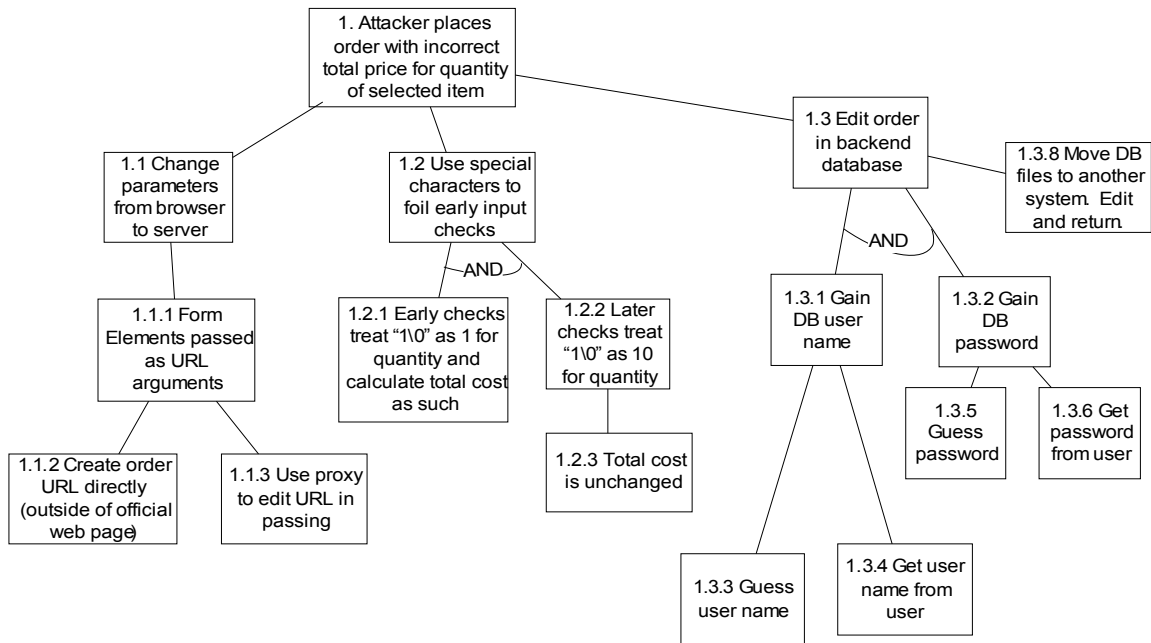 1. Attacker places
order with incorrect
total price for quantity
of selected item
1.1 Change
parameters
from browser
to server
1.2 Use special
characters to
foil early input
checks
1.3 Edit order
in backend
database
1.3.8 Move DB
files to another
system. Edit
and return.
AND
AND
1.1.1 Form
Elements passed
as URL
arguments
1.2.1 Early checks
treat “1\0” as 1 for
quantity and
calculate total cost
as such
1.2.2 Later
checks treat
“1\0” as 10
for quantity
1.3.1 Gain
DB user
name
1.3.2 Gain
DB
password
1.1.2 Create order
URL directly
(outside of official
web page)
1.1.3 Use proxy
to edit URL in
passing
1.2.3 Total cost
is unchanged
1.3.5
Guess
password
1.3.6 Get
password
from user
1.3.3 Guess
user name
1.3.4 Get user
name from
user